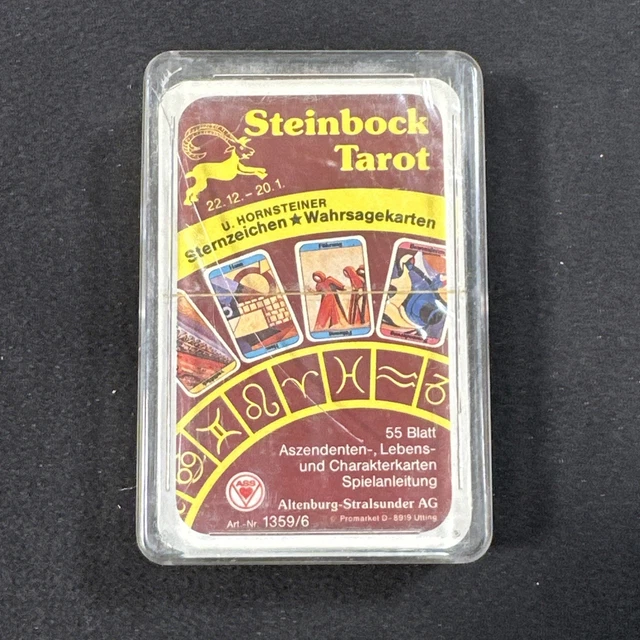 Steinbock
Tarot
22.12. - 20.1.
U. HORNSTEINER
Sternzeichen ★ Wahrsagekarten
Führung
55 Blatt
Aszendenten-, Lebens-
und Charakterkarten
Spielanleitung
ASS
Altenburg-Stralsunder AG
Art.-Nr. 1359/6
© Promarket D-8919 Utting